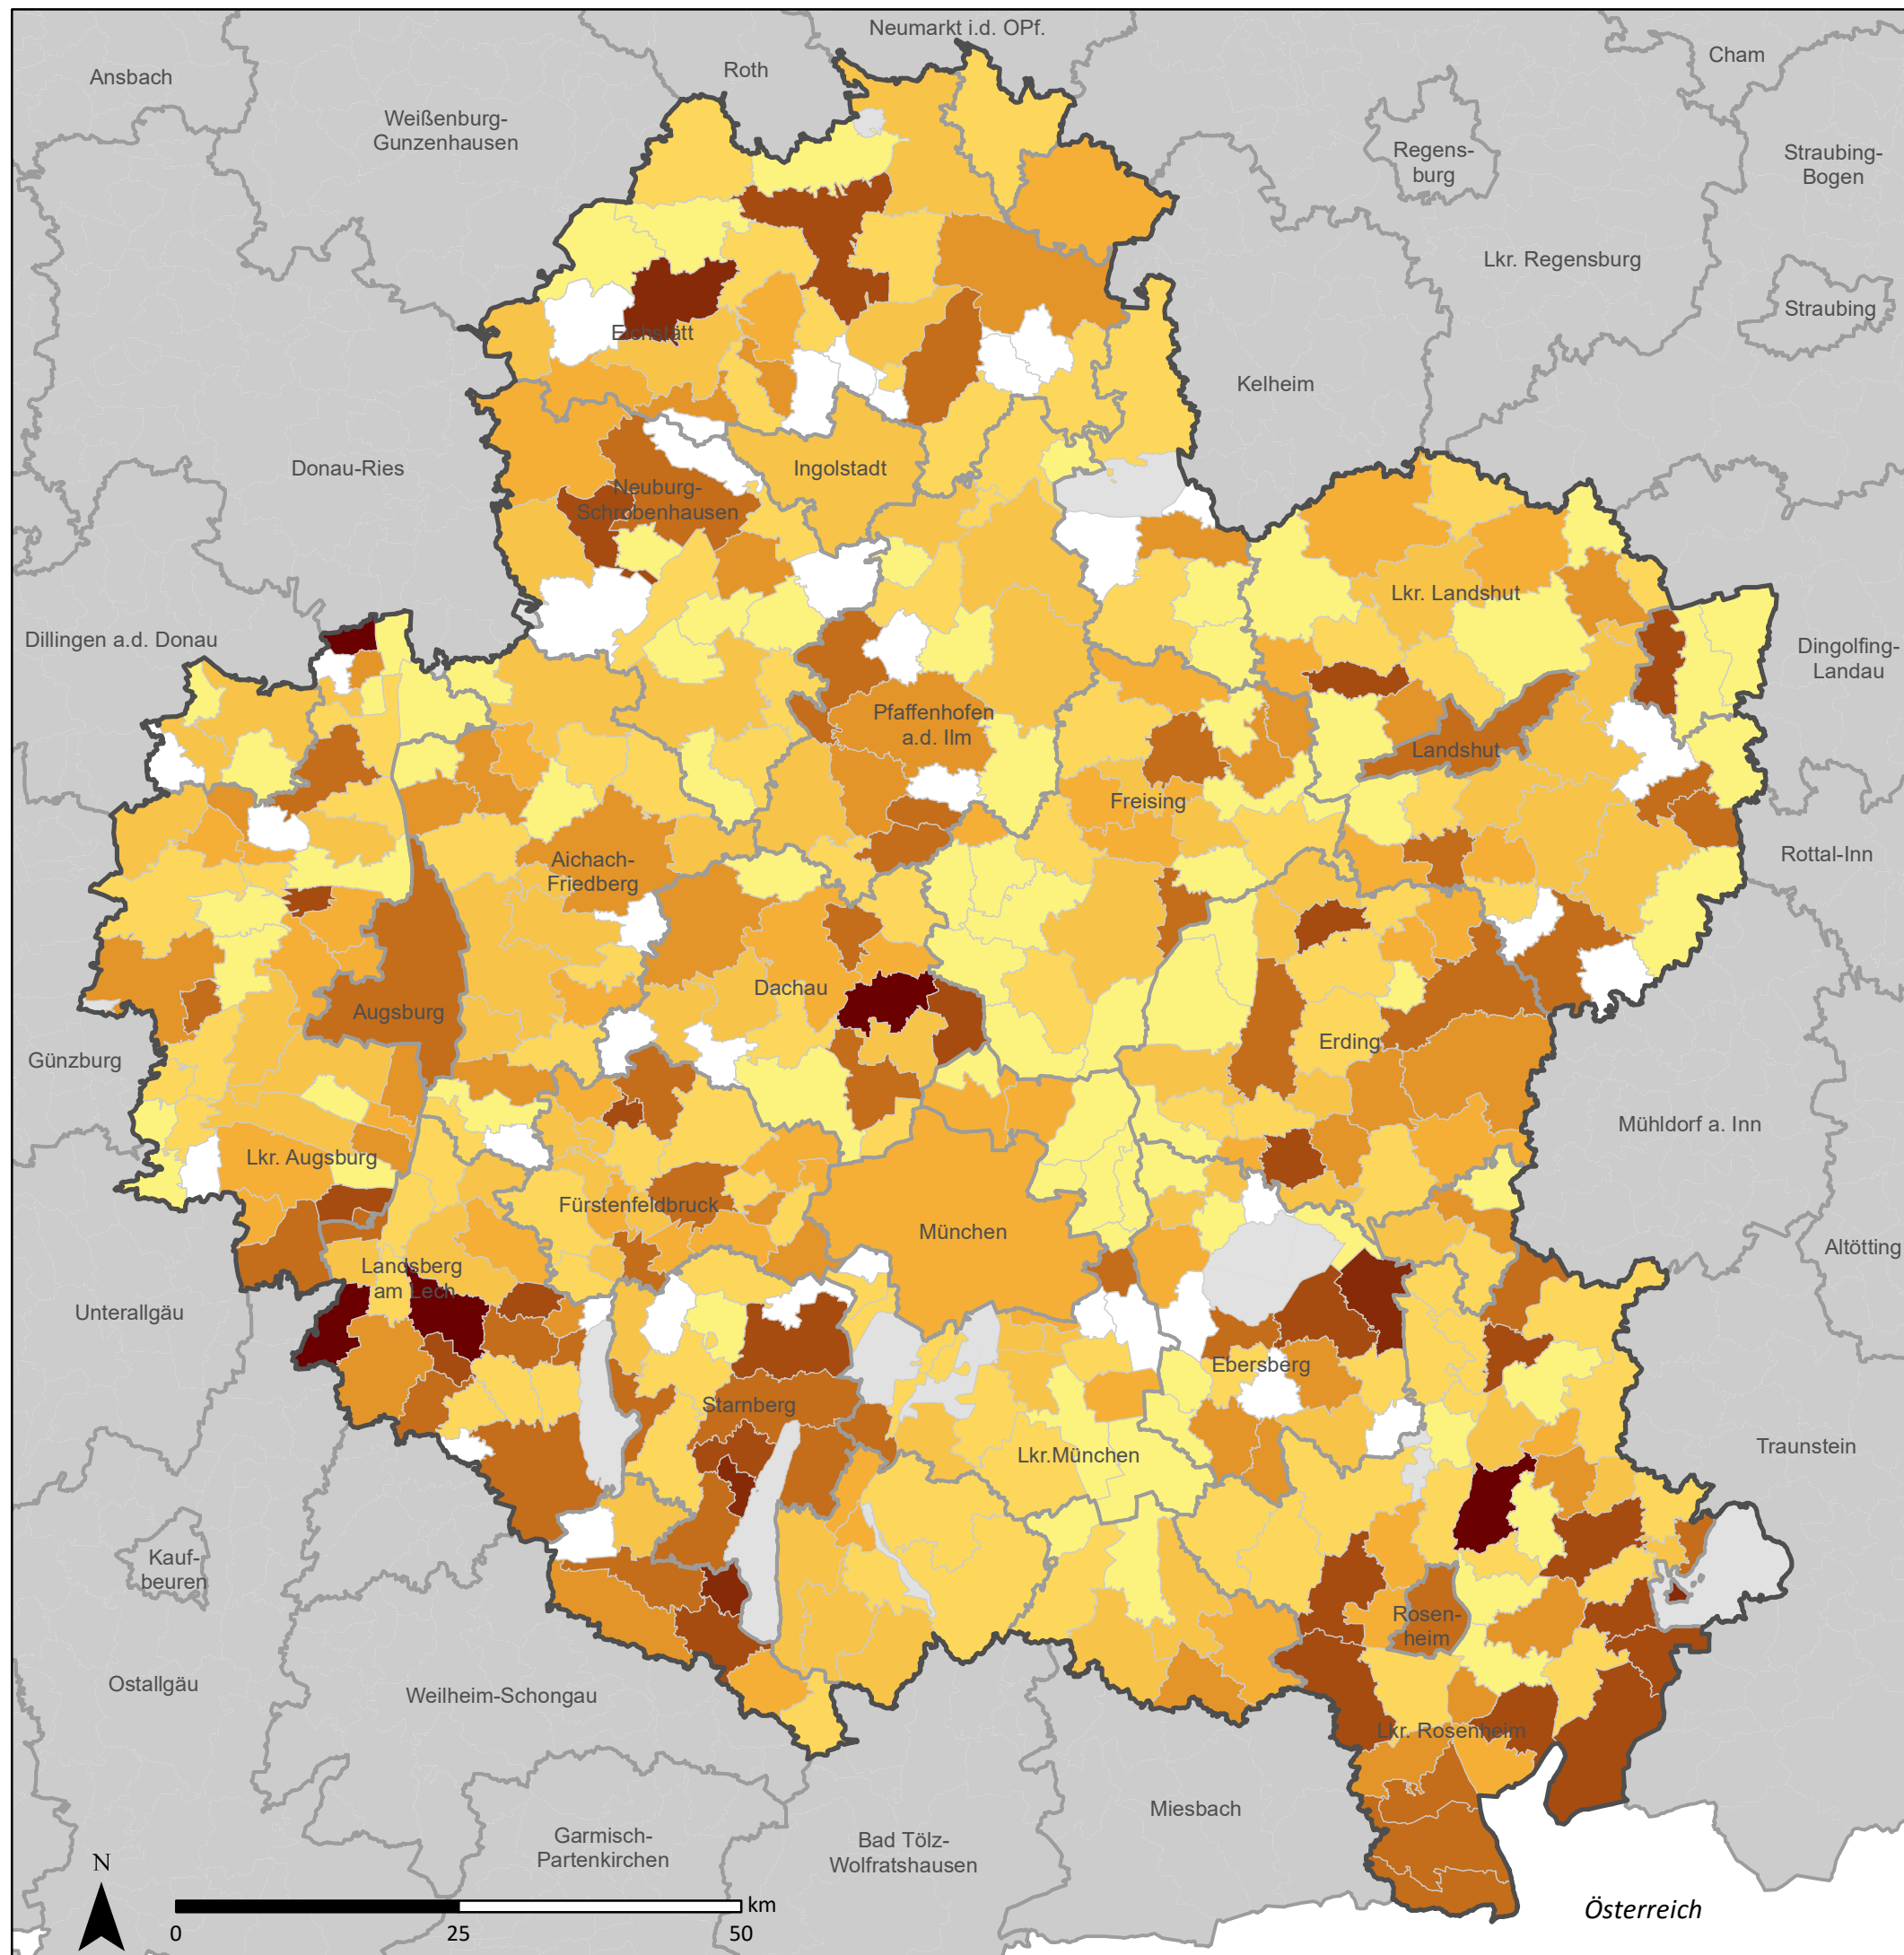 Neumarkt i.d. OPf.
Roth
Cham
Ansbach
Weißenburg-
Gunzenhausen
Regens-
burg
Straubing-
Bogen
Lkr. Regensburg
Straubing
Eichstätt
Kelheim
Donau-Ries
Ingolstadt
Neuburg-
Schrobenhausen
Lkr. Landshut
Dillingen a.d. Donau
Dingolfing-
Landau
Pfaffenhofen
a.d. Ilm
Landshut
Freising
Aichach-
Friedberg
Rottal-Inn
Dachau
Augsburg
Erding
Günzburg
Mühldorf a. Inn
Lkr. Augsburg
Fürstenfeldbruck
München
Altötting
Landsberg
am Lech
Unterallgäu
Ebersberg
Starnberg
Lkr.München
Traunstein
Kauf-
beuren
Rosen-
heim
Ostallgäu
Weilheim-Schongau
Lkr. Rosenheim
Miesbach
Garmisch-
Partenkirchen
Bad Tölz-
Wolfratshausen
N
km
0
25
50
Österreich